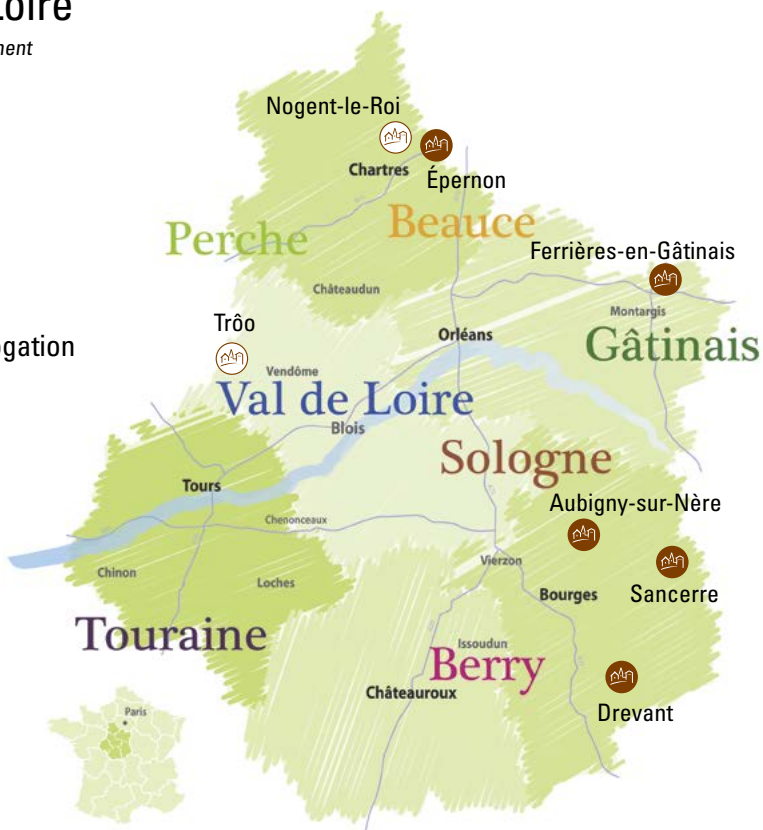 Loire
Nogent-le-Roi
Chartres
Épernon
Perche
Beauce
Ferrières-en-Gâtinais
Châteaudun
Montargis
Trôo
Orléans
Gâtinais
Vendôme
Val de Loire
Blois
Sologne
Tours
Aubigny-sur-Nère
Chenonceaux
Vierzon
Chinon
Loches
Bourges
Sancerre
Touraine
Issoudun
Berry
Châteauroux
Paris
Drevant